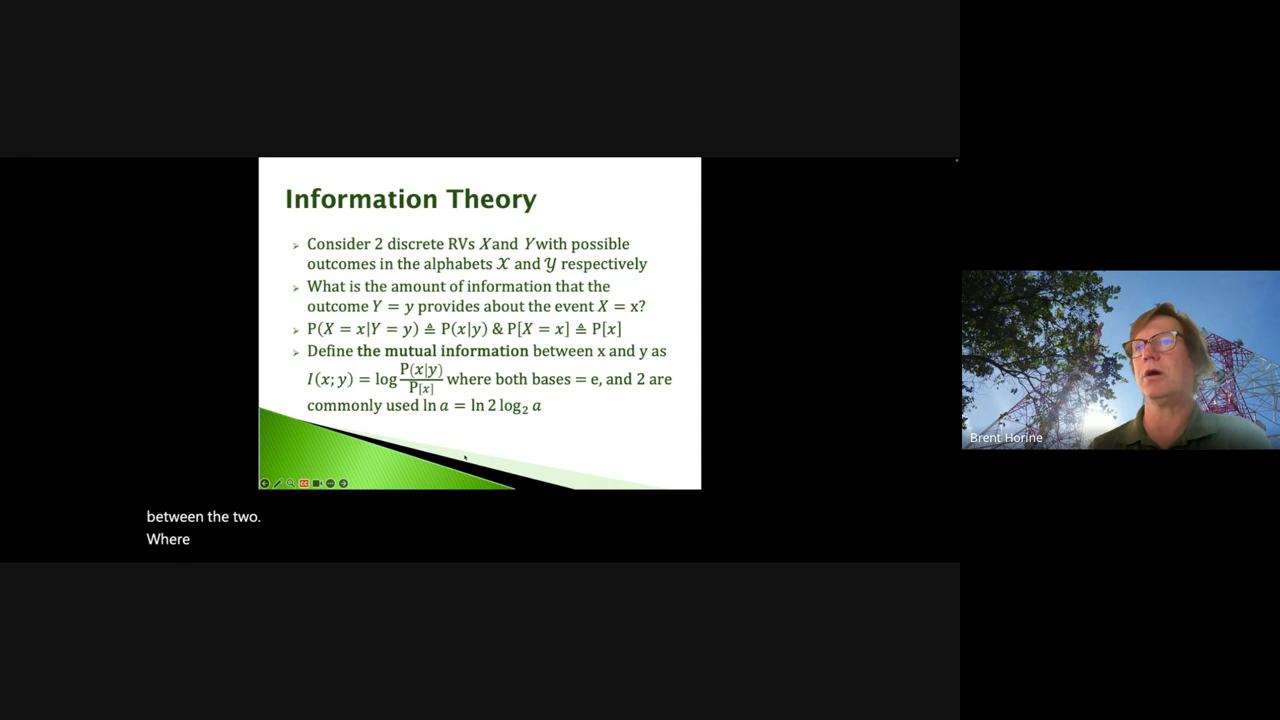 Information Theory
➢ Consider 2 discrete RVs X and Y with possible
outcomes in the alphabets 𝒳 and 𝒴 respectively
➢ What is the amount of information that the
outcome Y = y provides about the event X = x?
➢ P(X = x|Y = y) ≜ P(x|y) & P[X = x] ≜ P[x]
➢ Define the mutual information between x and y as
I(x; y) = log P(x|y)/P[x] where both bases = e, and 2 are
commonly used ln a = ln 2 log₂ a
CC
between the two.
Where
Brent Horine